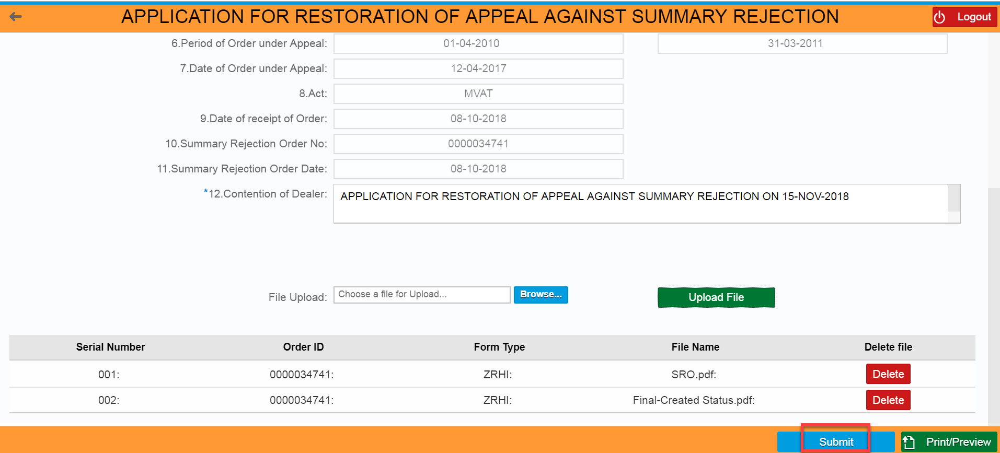 APPLICATION FOR RESTORATION OF APPEAL AGAINST SUMMARY REJECTION
Logout
6.Period of Order under Appeal: 01-04-2010 31-03-2011
7.Date of Order under Appeal: 12-04-2017
8.Act: MVAT
9.Date of receipt of Order: 08-10-2018
10.Summary Rejection Order No: 0000034741
11.Summary Rejection Order Date: 08-10-2018
*12.Contention of Dealer: APPLICATION FOR RESTORATION OF APPEAL AGAINST SUMMARY REJECTION ON 15-NOV-2018
File Upload: Choose a file for Upload... Browse... Upload File
Serial Number Order ID Form Type File Name Delete file
001: 0000034741: ZRHI: SRO.pdf: Delete
002: 0000034741: ZRHI: Final-Created Status.pdf: Delete
Submit Print/Preview